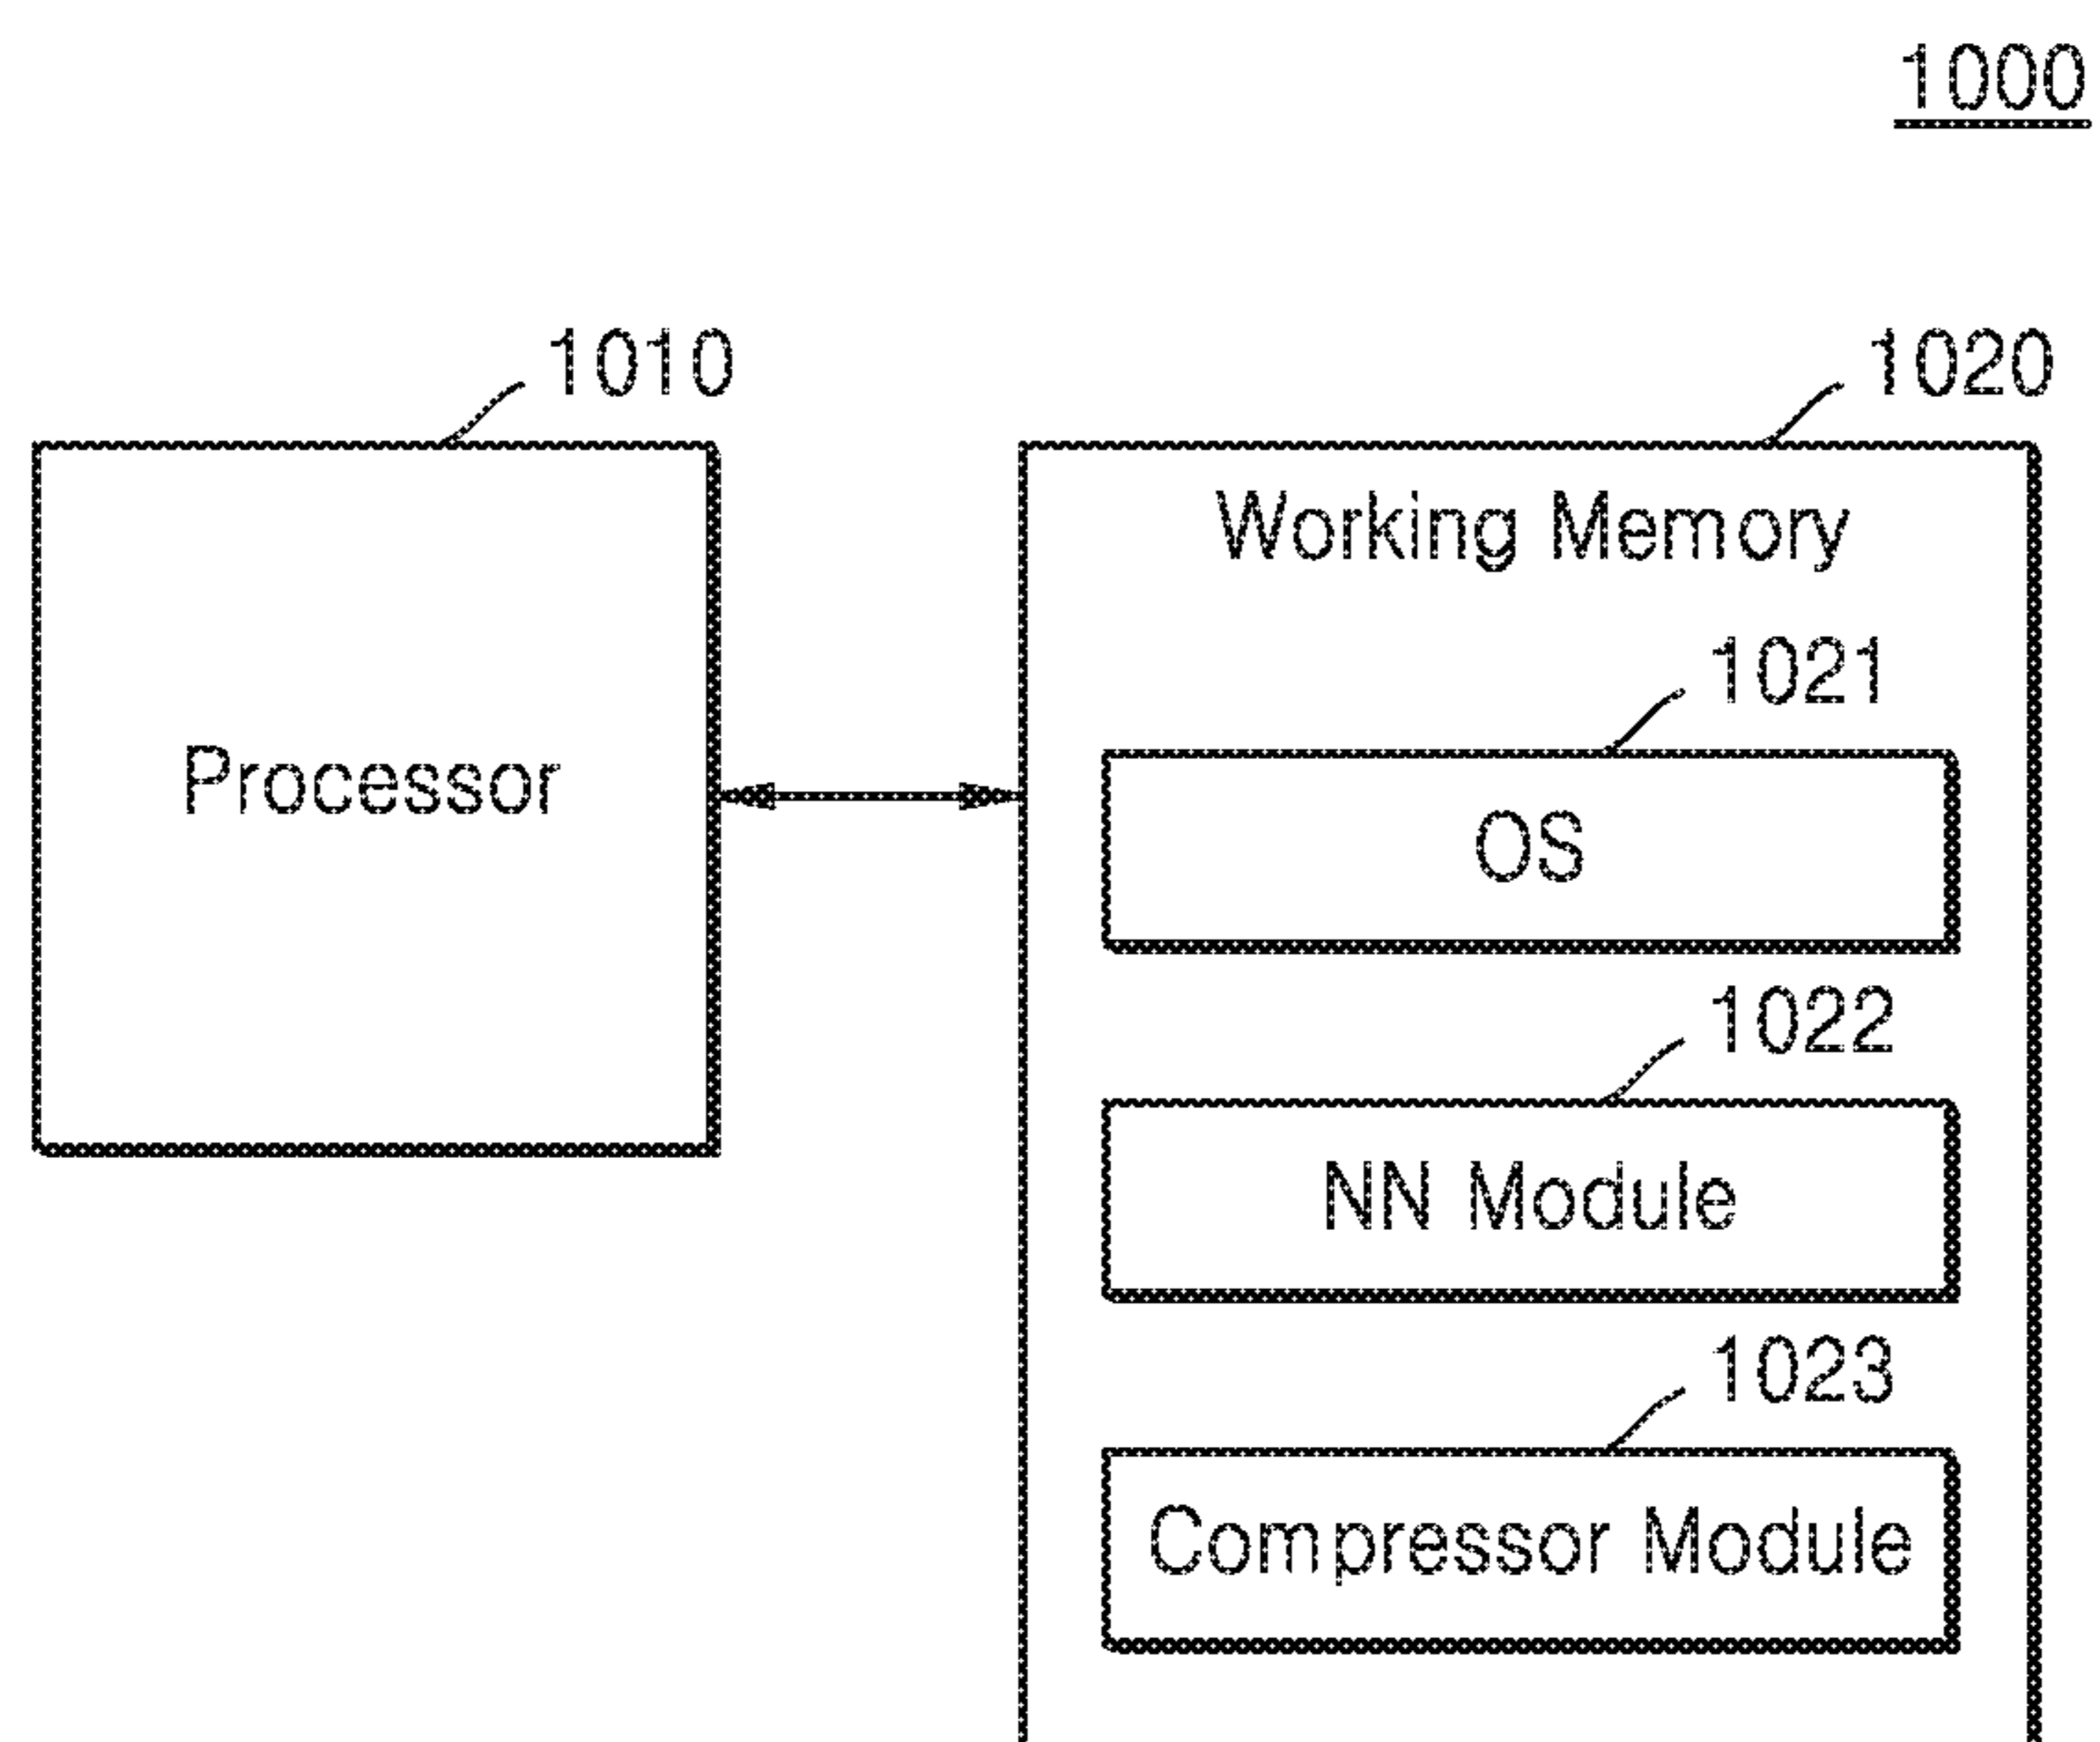 1000
1010
1020
Working Memory
1021
Processor
OS
1022
NN Module
1023
Compressor Module